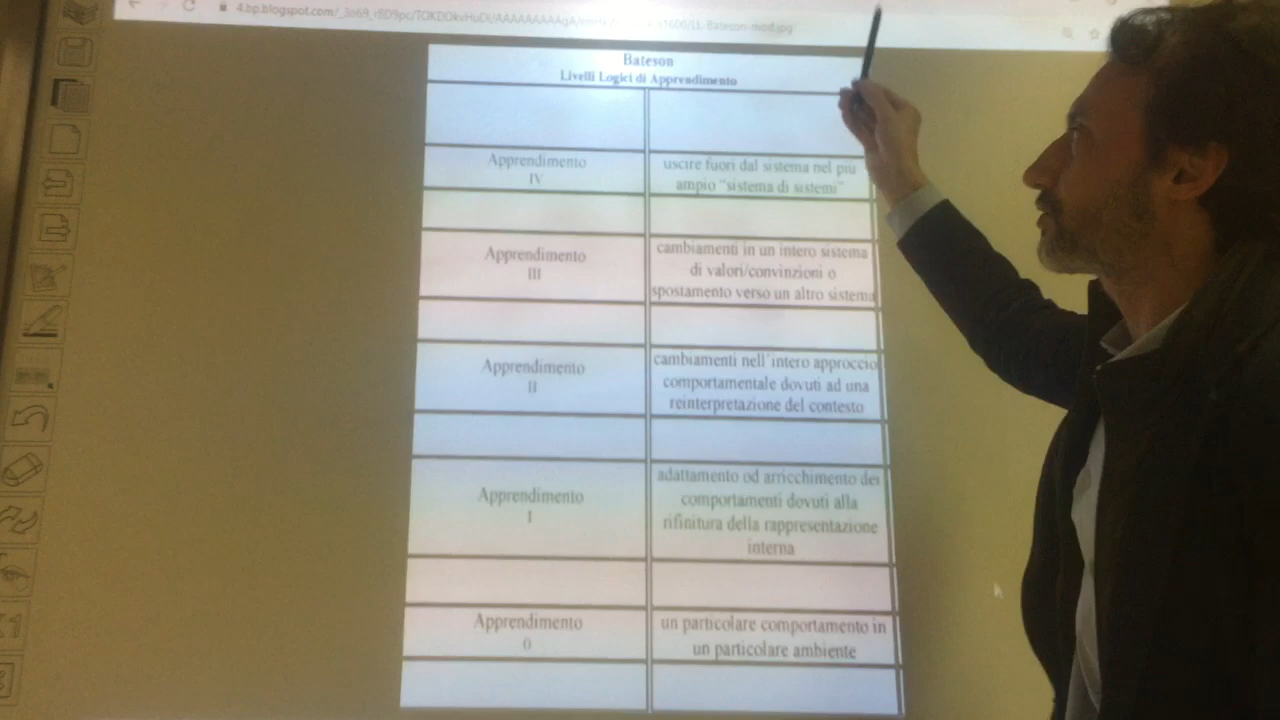 Bateson
Livelli Logici di Apprendimento
Apprendimento
IV
uscire fuori dal sistema nel più
ampio "sistema di sistemi"
Apprendimento
III
cambiamenti in un intero sistema
di valori/convinzioni o
spostamento verso un altro sistema
Apprendimento
II
cambiamenti nell'intero approccio
comportamentale dovuti ad una
reinterpretazione del contesto
Apprendimento
I
adattamento od arricchimento dei
comportamenti dovuti alla
rifinitura della rappresentazione
interna
Apprendimento
0
un particolare comportamento in
un particolare ambiente